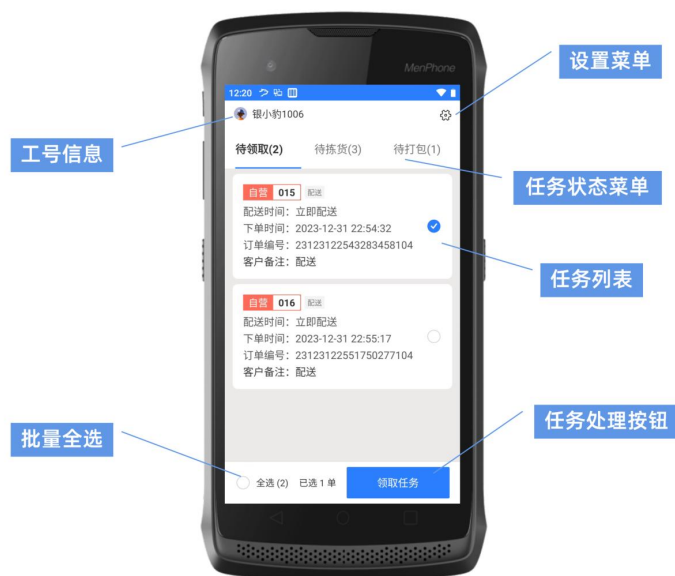 MenPhone
设置菜单
12:20
银小豹1006
工号信息
待领取(2) 待拣货(3) 待打包(1)
任务状态菜单
自营 015 配送
配送时间：立即配送
下单时间：2023-12-31 22:54:32
订单编号：23123122543283458104
客户备注：配送
任务列表
自营 016 配送
配送时间：立即配送
下单时间：2023-12-31 22:55:17
订单编号：23123122551750277104
客户备注：配送
任务处理按钮
批量全选
全选 (2) 已选 1 单 领取任务